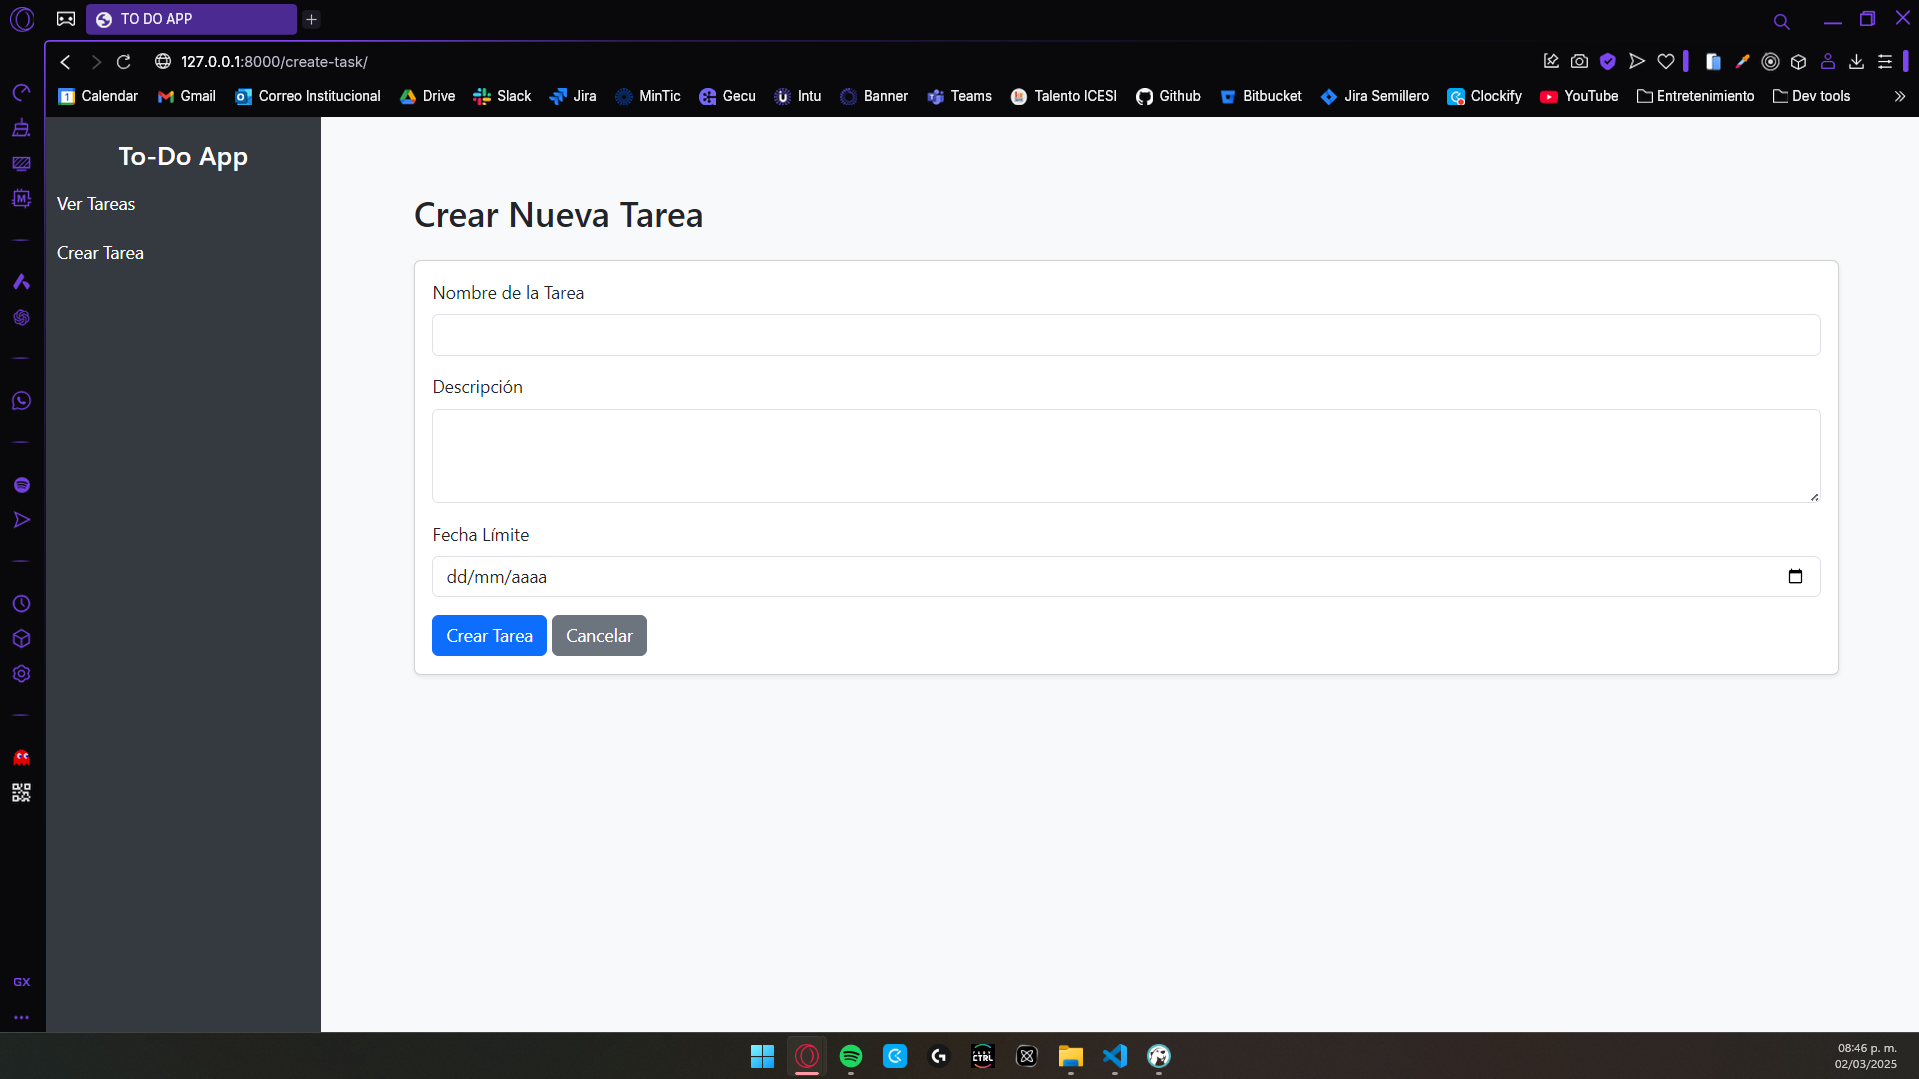 TO DO APP
127.0.0.1:8000/create-task/
Calendar Gmail Correo Institucional Drive Slack Jira MinTic Gecu Intu Banner Teams Talento ICESI Github Bitbucket Jira Semillero Clockify YouTube Entretenimiento Dev tools
To-Do App
Ver Tareas
Crear Tarea
Crear Nueva Tarea
Nombre de la Tarea
Descripción
Fecha Límite
dd/mm/aaaa
Crear Tarea Cancelar
GX
08:46 p. m.
02/03/2025